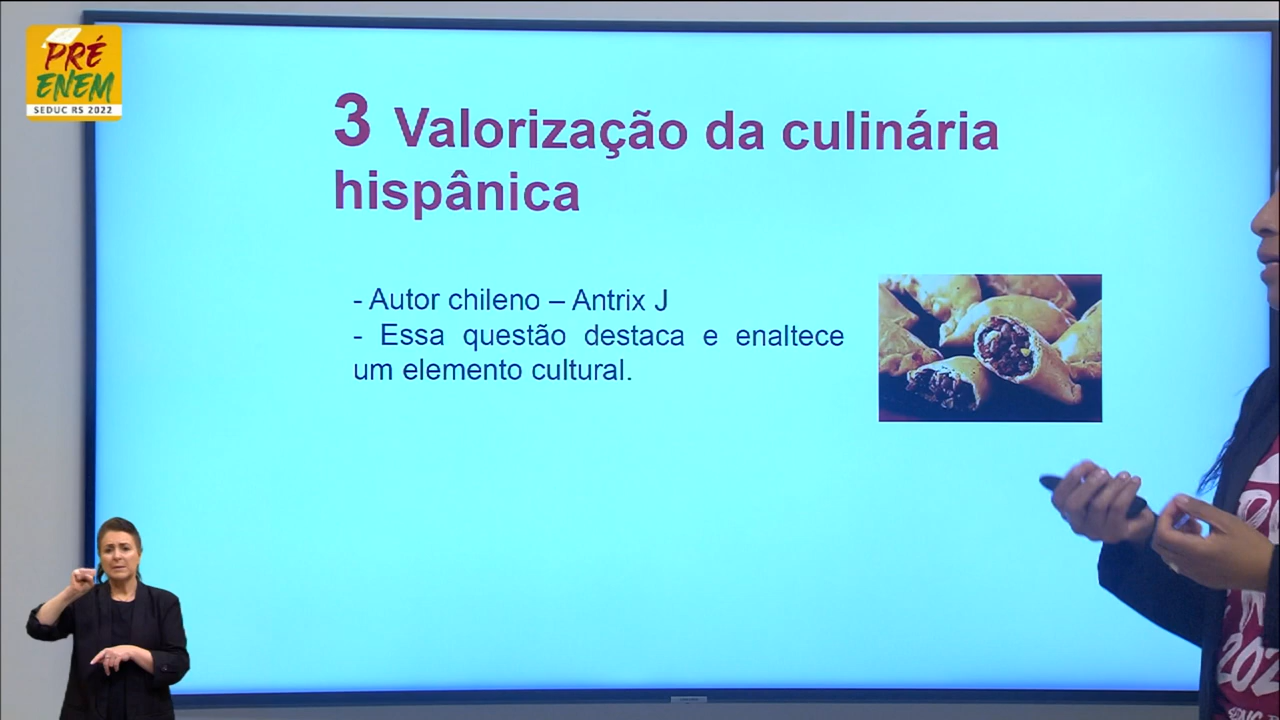 PRÉ
ENEM
SEDUC RS 2022
3 Valorização da culinária
hispânica
- Autor chileno – Antrix J
- Essa questão destaca e enaltece
um elemento cultural.